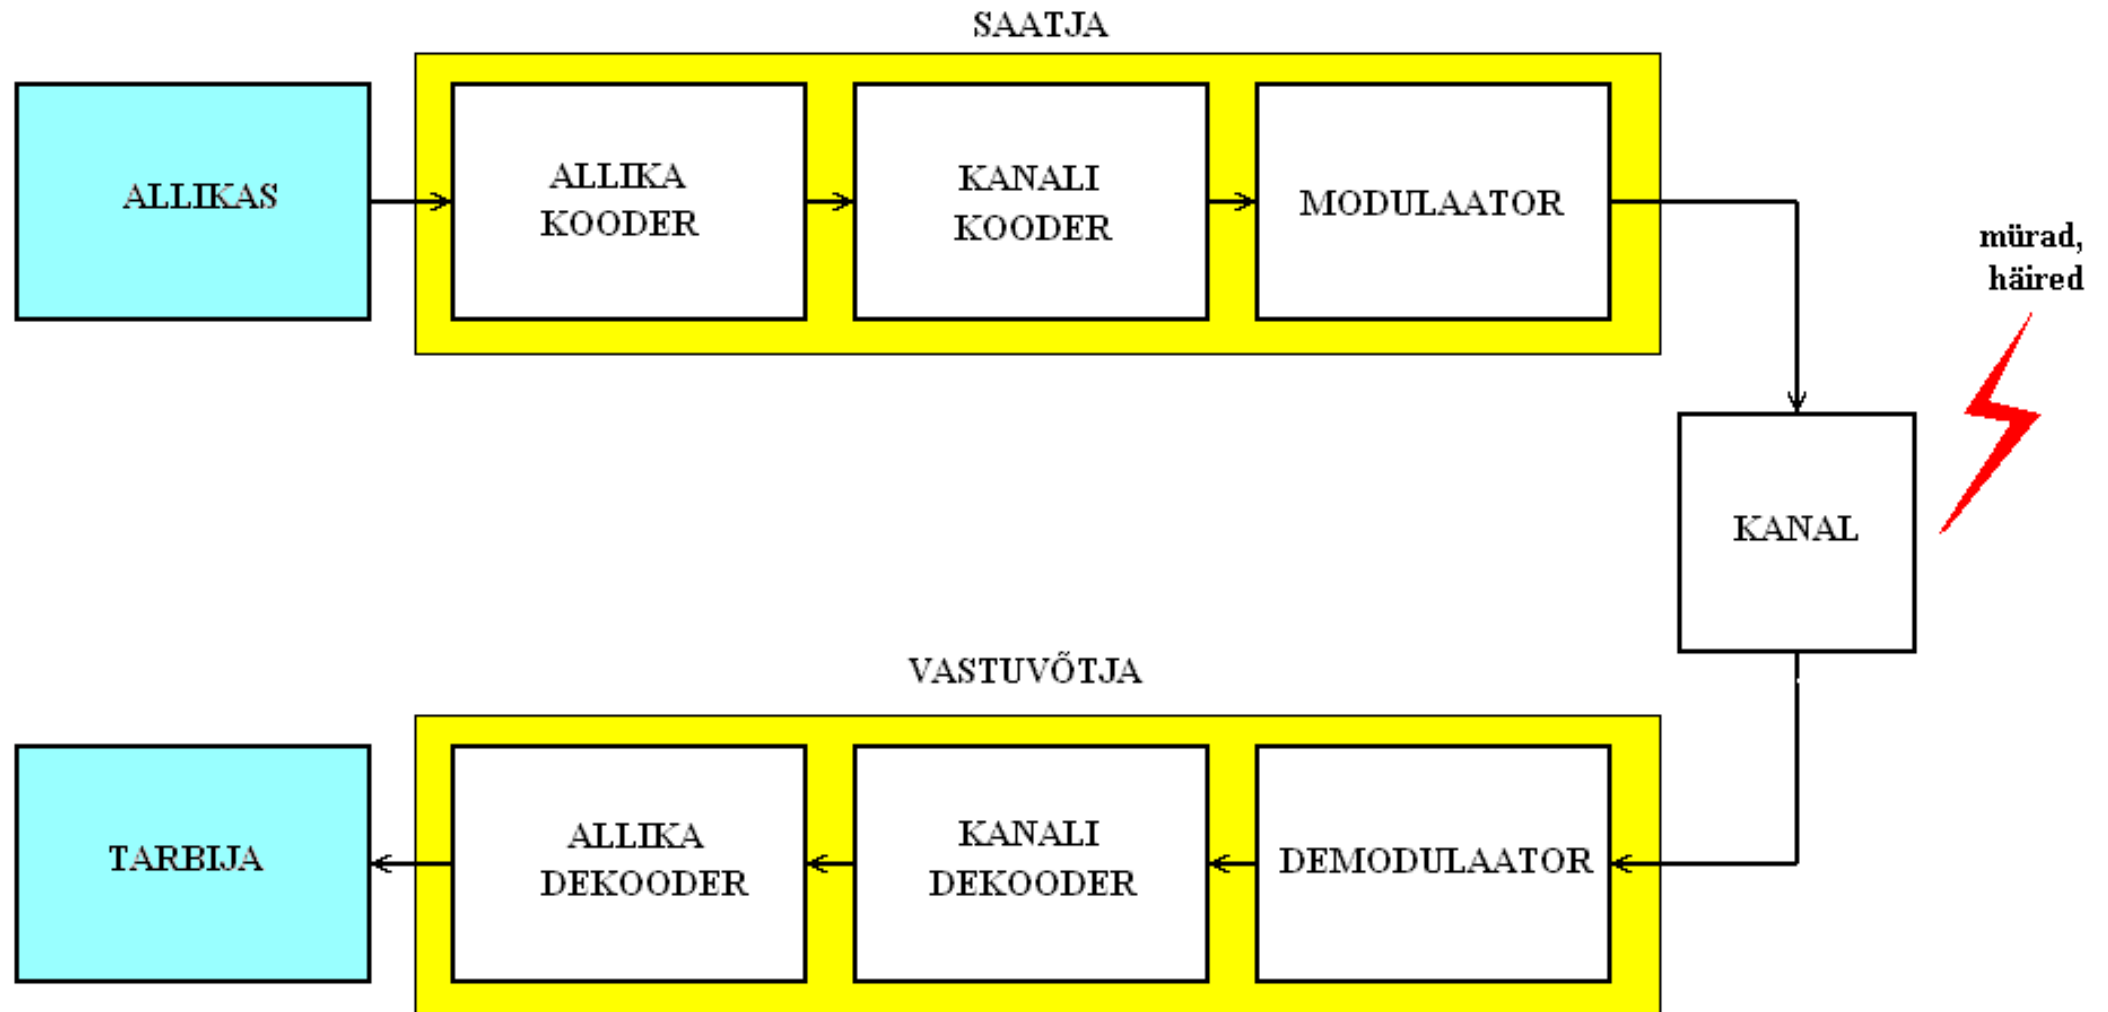 SAATJA
ALLIKAS
ALLIKA
KOODER
KANALI
KOODER
MODULAATOR
mürad,
häired
KANAL
VASTUVÕTJA
TARBIJA
ALLIKA
DEKOODER
KANALI
DEKOODER
DEMODULAATOR